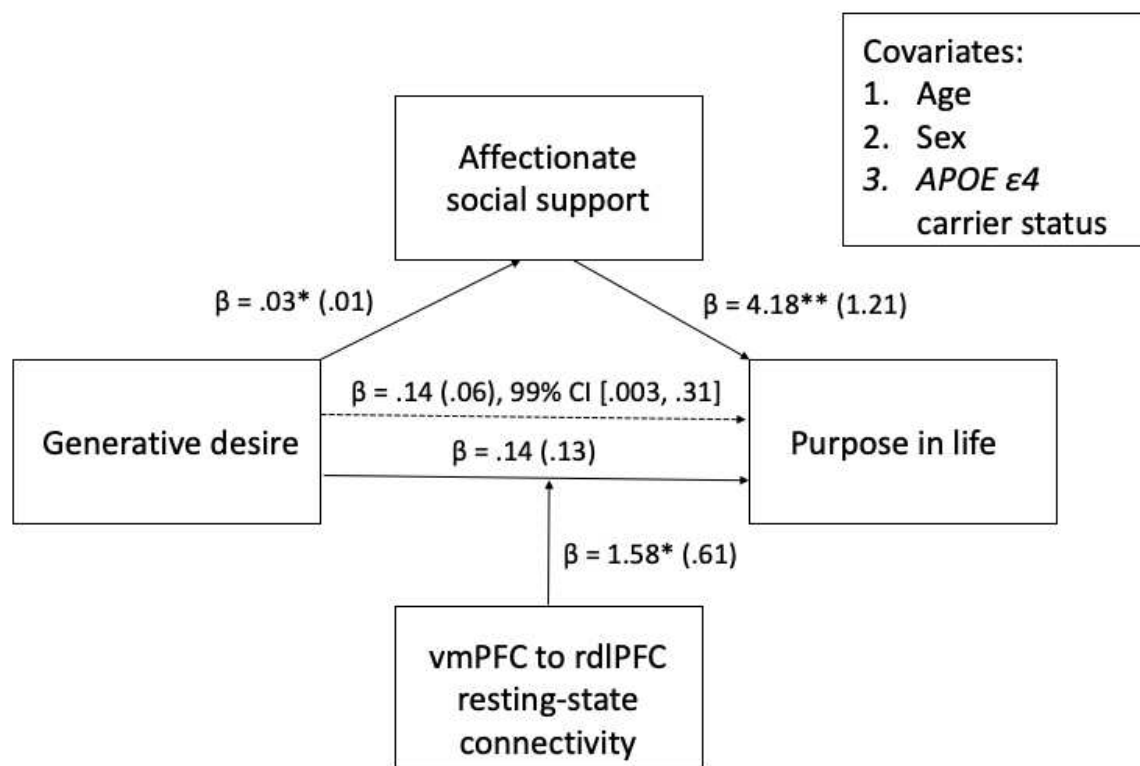 Covariates:
1. Age
2. Sex
3. APOE ε4
carrier status
Affectionate
social support
β = .03* (.01)
β = 4.18** (1.21)
Generative desire
β = .14 (.06), 99% CI [.003, .31]
β = .14 (.13)
Purpose in life
β = 1.58* (.61)
vmPFC to rdlPFC
resting-state
connectivity